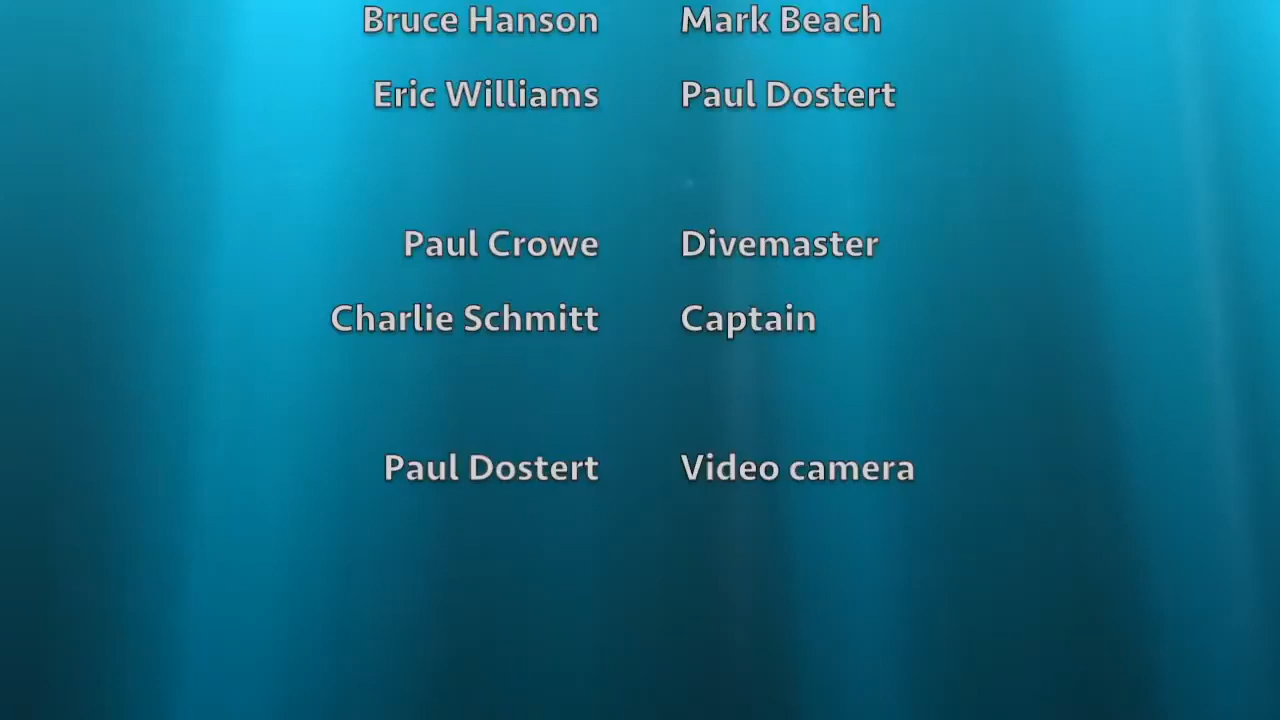 Bruce Hanson Mark Beach
Eric Williams Paul Dostert
Paul Crowe Divemaster
Charlie Schmitt Captain
Paul Dostert Video camera